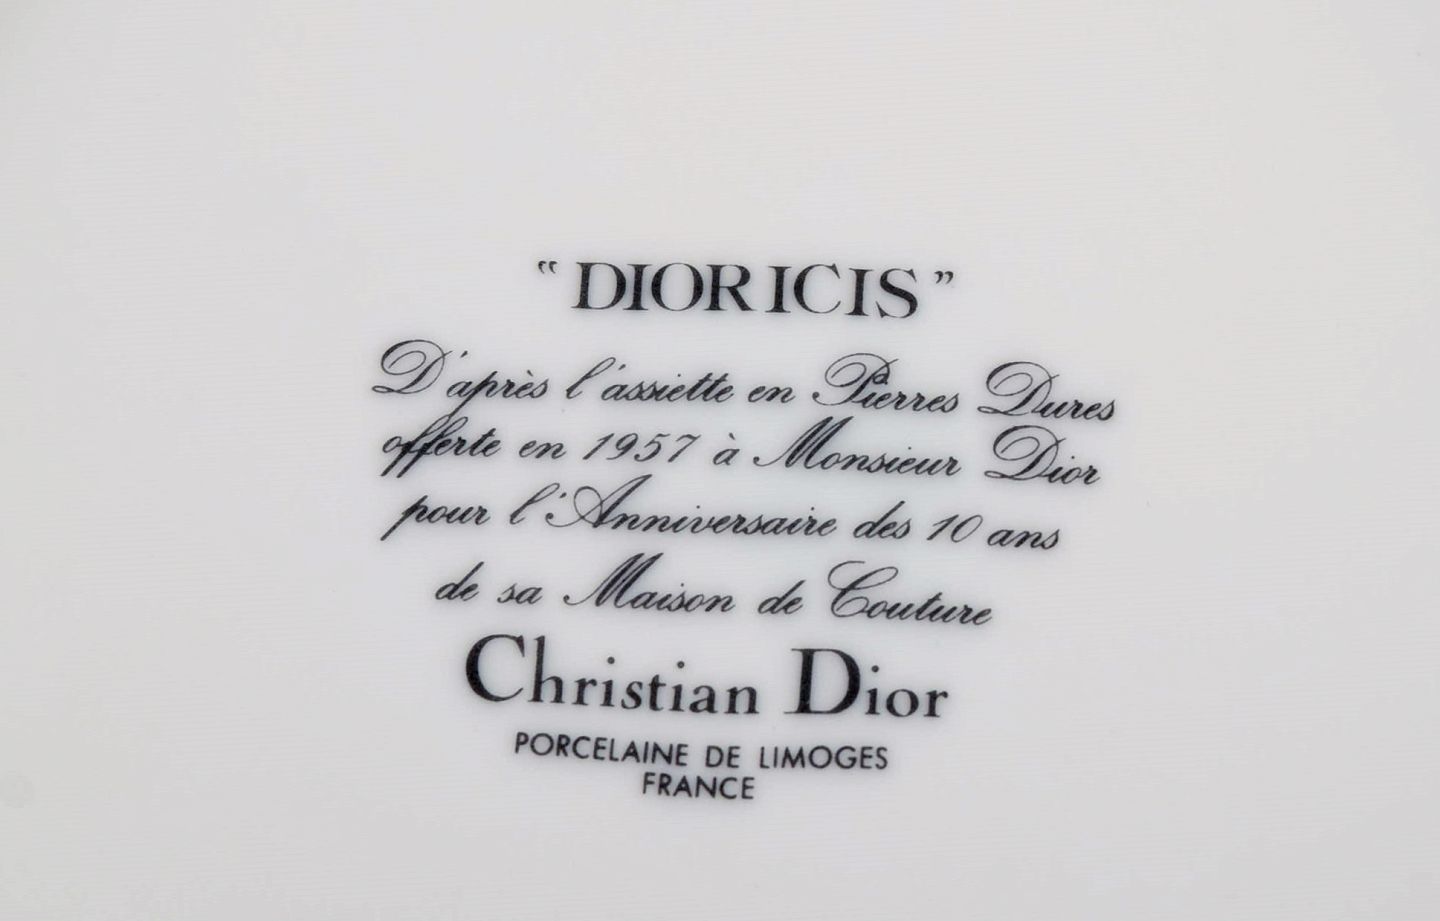 "DIORICIS"
D'après l'assiette en Pierres Dures
offerte en 1957 à Monsieur Dior
pour l'Anniversaire des 10 ans
de sa Maison de Couture
Christian Dior
PORCELAINE DE LIMOGES
FRANCE